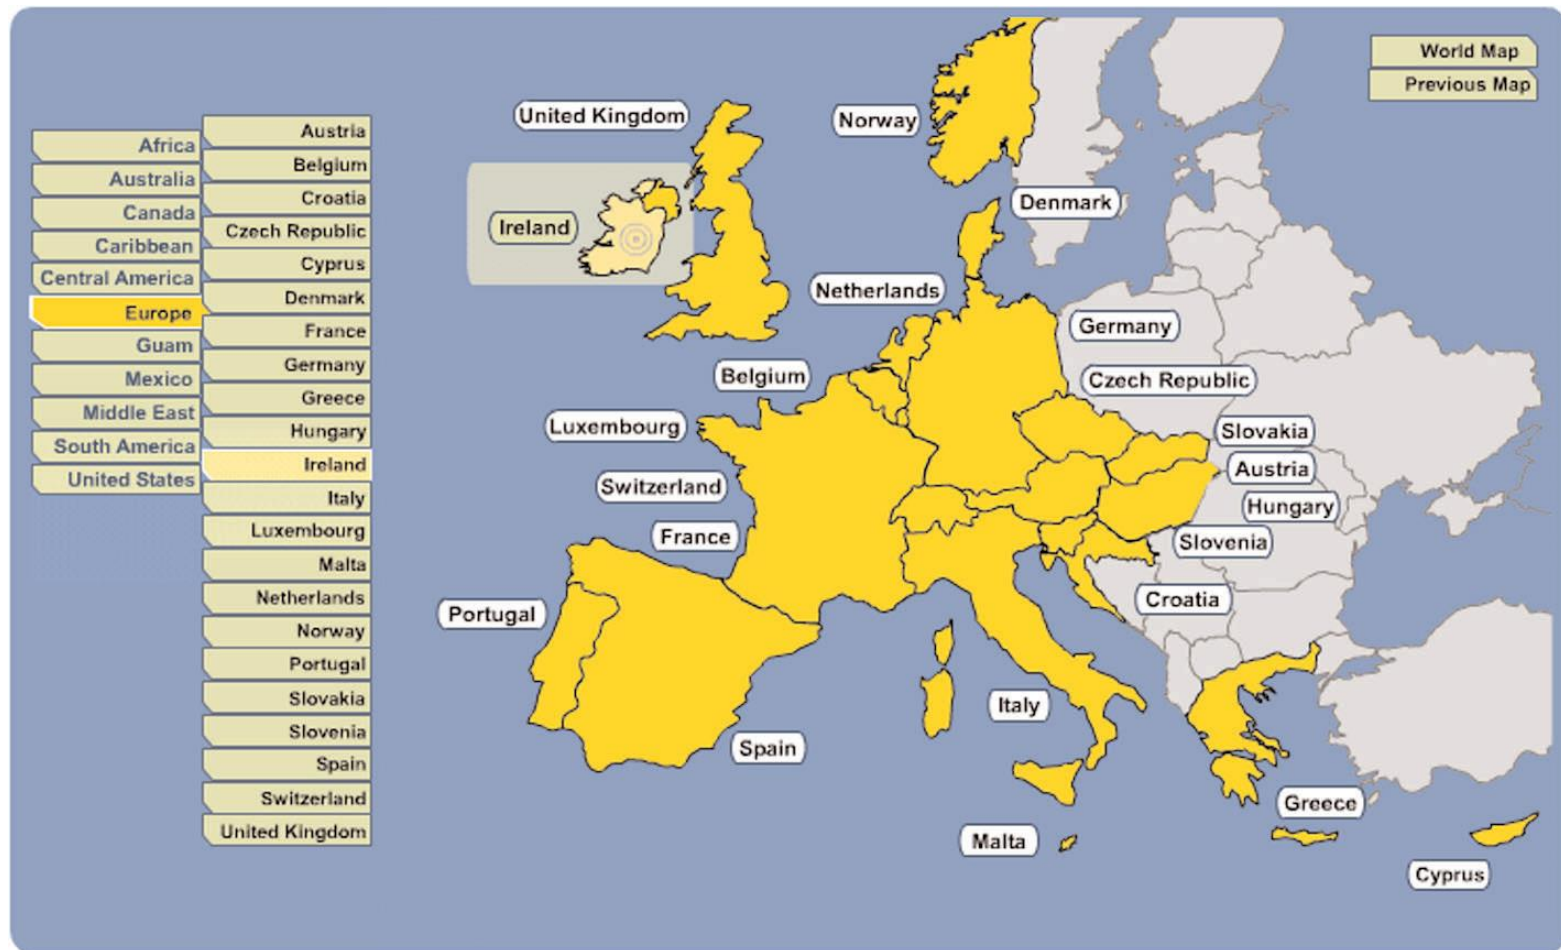 Africa
Australia
Canada
Caribbean
Central America
Europe
Guam
Mexico
Middle East
South America
United States
Austria
Belgium
Croatia
Czech Republic
Cyprus
Denmark
France
Germany
Greece
Hungary
Ireland
Italy
Luxembourg
Malta
Netherlands
Norway
Portugal
Slovakia
Slovenia
Spain
Switzerland
United Kingdom
World Map
Previous Map
United Kingdom
Norway
Denmark
Ireland
Netherlands
Germany
Belgium
Czech Republic
Luxembourg
Slovakia
Austria
Switzerland
Hungary
France
Slovenia
Croatia
Portugal
Italy
Spain
Greece
Malta
Cyprus